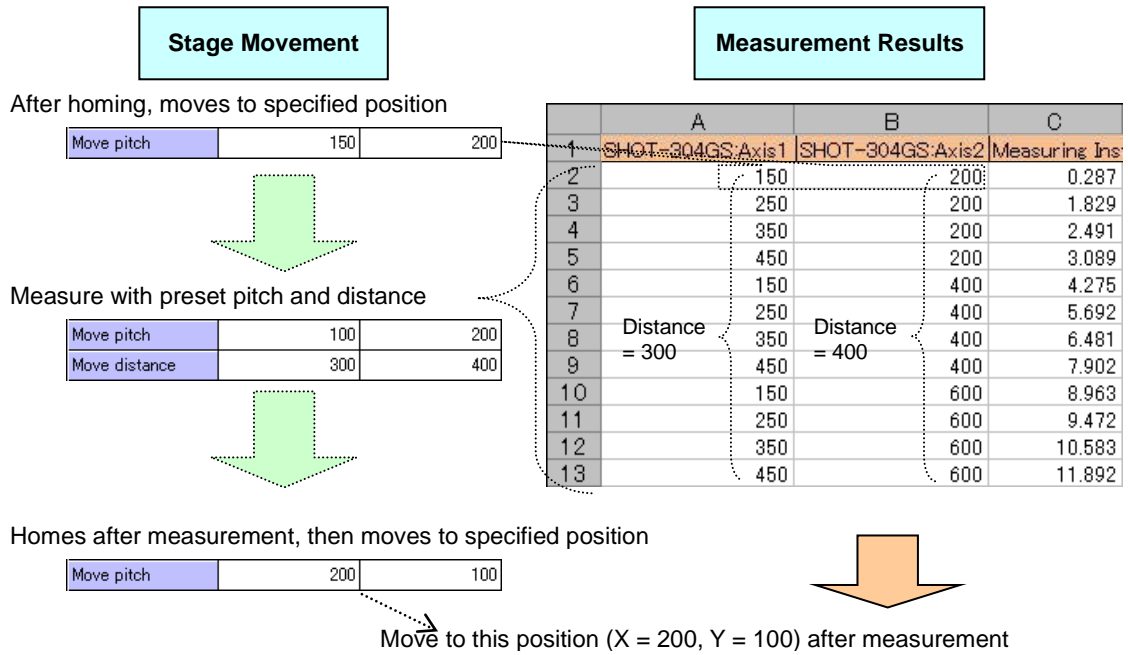 Stage Movement
Measurement Results
After homing, moves to specified position
Move pitch 150 200
Measure with preset pitch and distance
Move pitch 100 200
Move distance 300 400
Homes after measurement, then moves to specified position
Move pitch 200 100
A B C
1 SHOT-304GS:Axis1 SHOT-304GS:Axis2 Measuring Ins
2 150 200 0.287
3 250 200 1.829
4 350 200 2.491
5 450 200 3.089
6 150 400 4.275
7 250 400 5.692
8 350 400 6.481
9 450 400 7.902
10 150 600 8.963
11 250 600 9.472
12 350 600 10.583
13 450 600 11.892
Distance
= 300
Distance
= 400
Move to this position (X = 200, Y = 100) after measurement